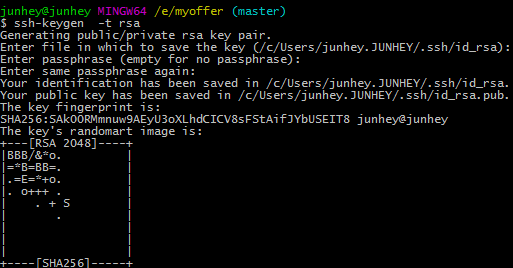 junhey@junhey MINGW64 /e/myoffer (master)
$ ssh-keygen  -t rsa
Generating public/private rsa key pair.
Enter file in which to save the key (/c/Users/junhey.JUNHEY/.ssh/id_rsa):
Enter passphrase (empty for no passphrase):
Enter same passphrase again:
Your identification has been saved in /c/Users/junhey.JUNHEY/.ssh/id_rsa.
Your public key has been saved in /c/Users/junhey.JUNHEY/.ssh/id_rsa.pub.
The key fingerprint is:
SHA256:SAkOORMmnuw9AEyU3oXLhdCICV8sFStAifJYbUSEIT8 junhey@junhey
The key's randomart image is:
+---[RSA 2048]----+
|BBB/&*o.         |
|=*B=BB=.         |
|.=E=*+o.         |
|. o+++ .         |
|    . + S        |
|       .         |
|                 |
|                 |
|                 |
+----[SHA256]-----+